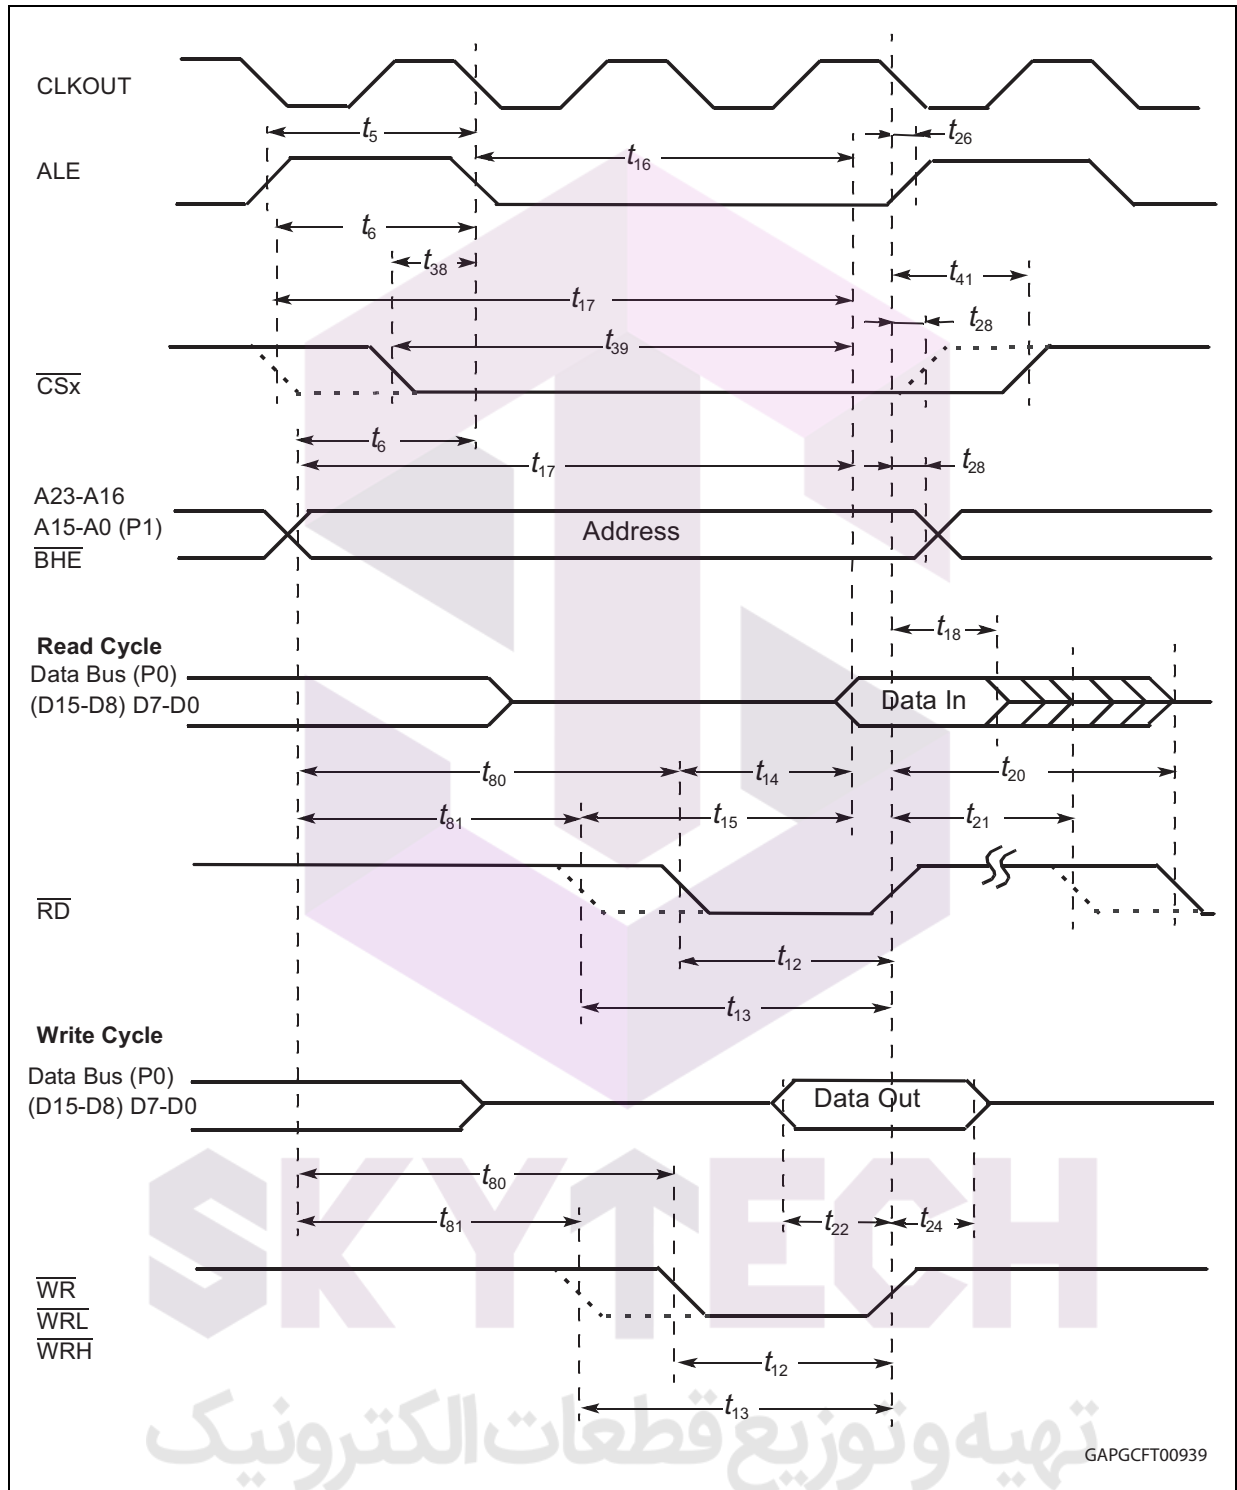 CLKOUT
t5
t26
ALE
t16
t6
t38
t41
t17
t28
t39
CSx
t6
t17
t28
A23-A16
A15-A0 (P1)
Address
BHE
t18
Read Cycle
Data Bus (P0)
(D15-D8) D7-D0
Data In
t80
t14
t20
t81
t15
t21
RD
t12
t13
Write Cycle
Data Bus (P0)
(D15-D8) D7-D0
Data Out
SKYTECH
t80
t81
t22
t24
WR
WRL
WRH
t12
t13
تهیه و توزیع قطعات الکترونیک
GAPGCFT00939